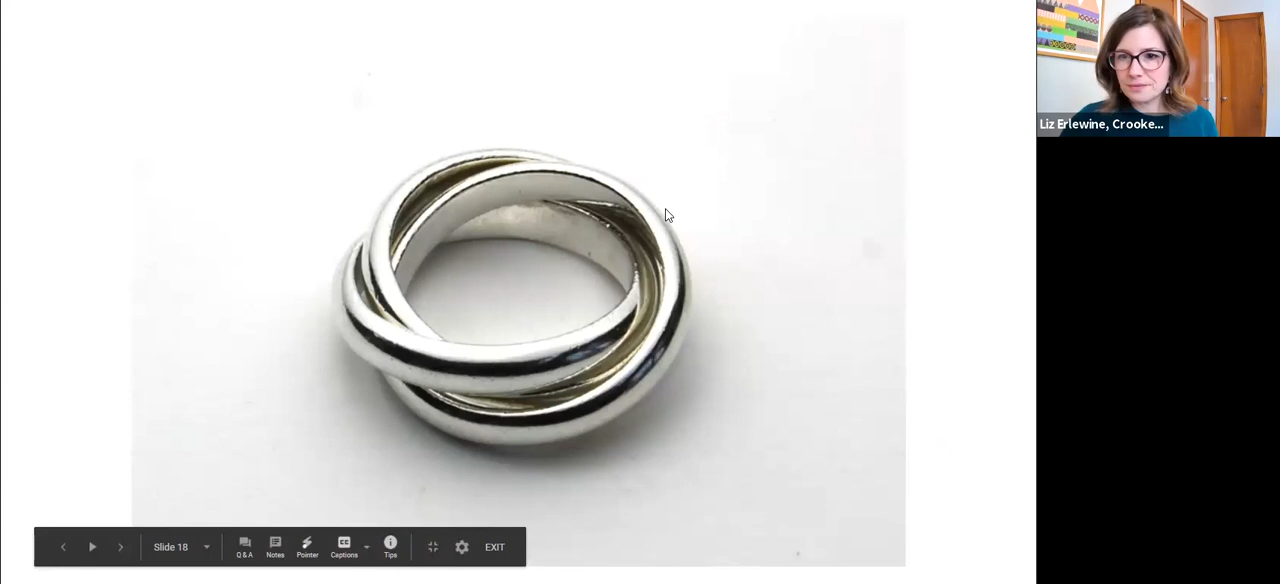 Liz Erlewine, Crooke...
Slide 18
Q & A
Notes
Pointer
Captions
Tips
EXIT